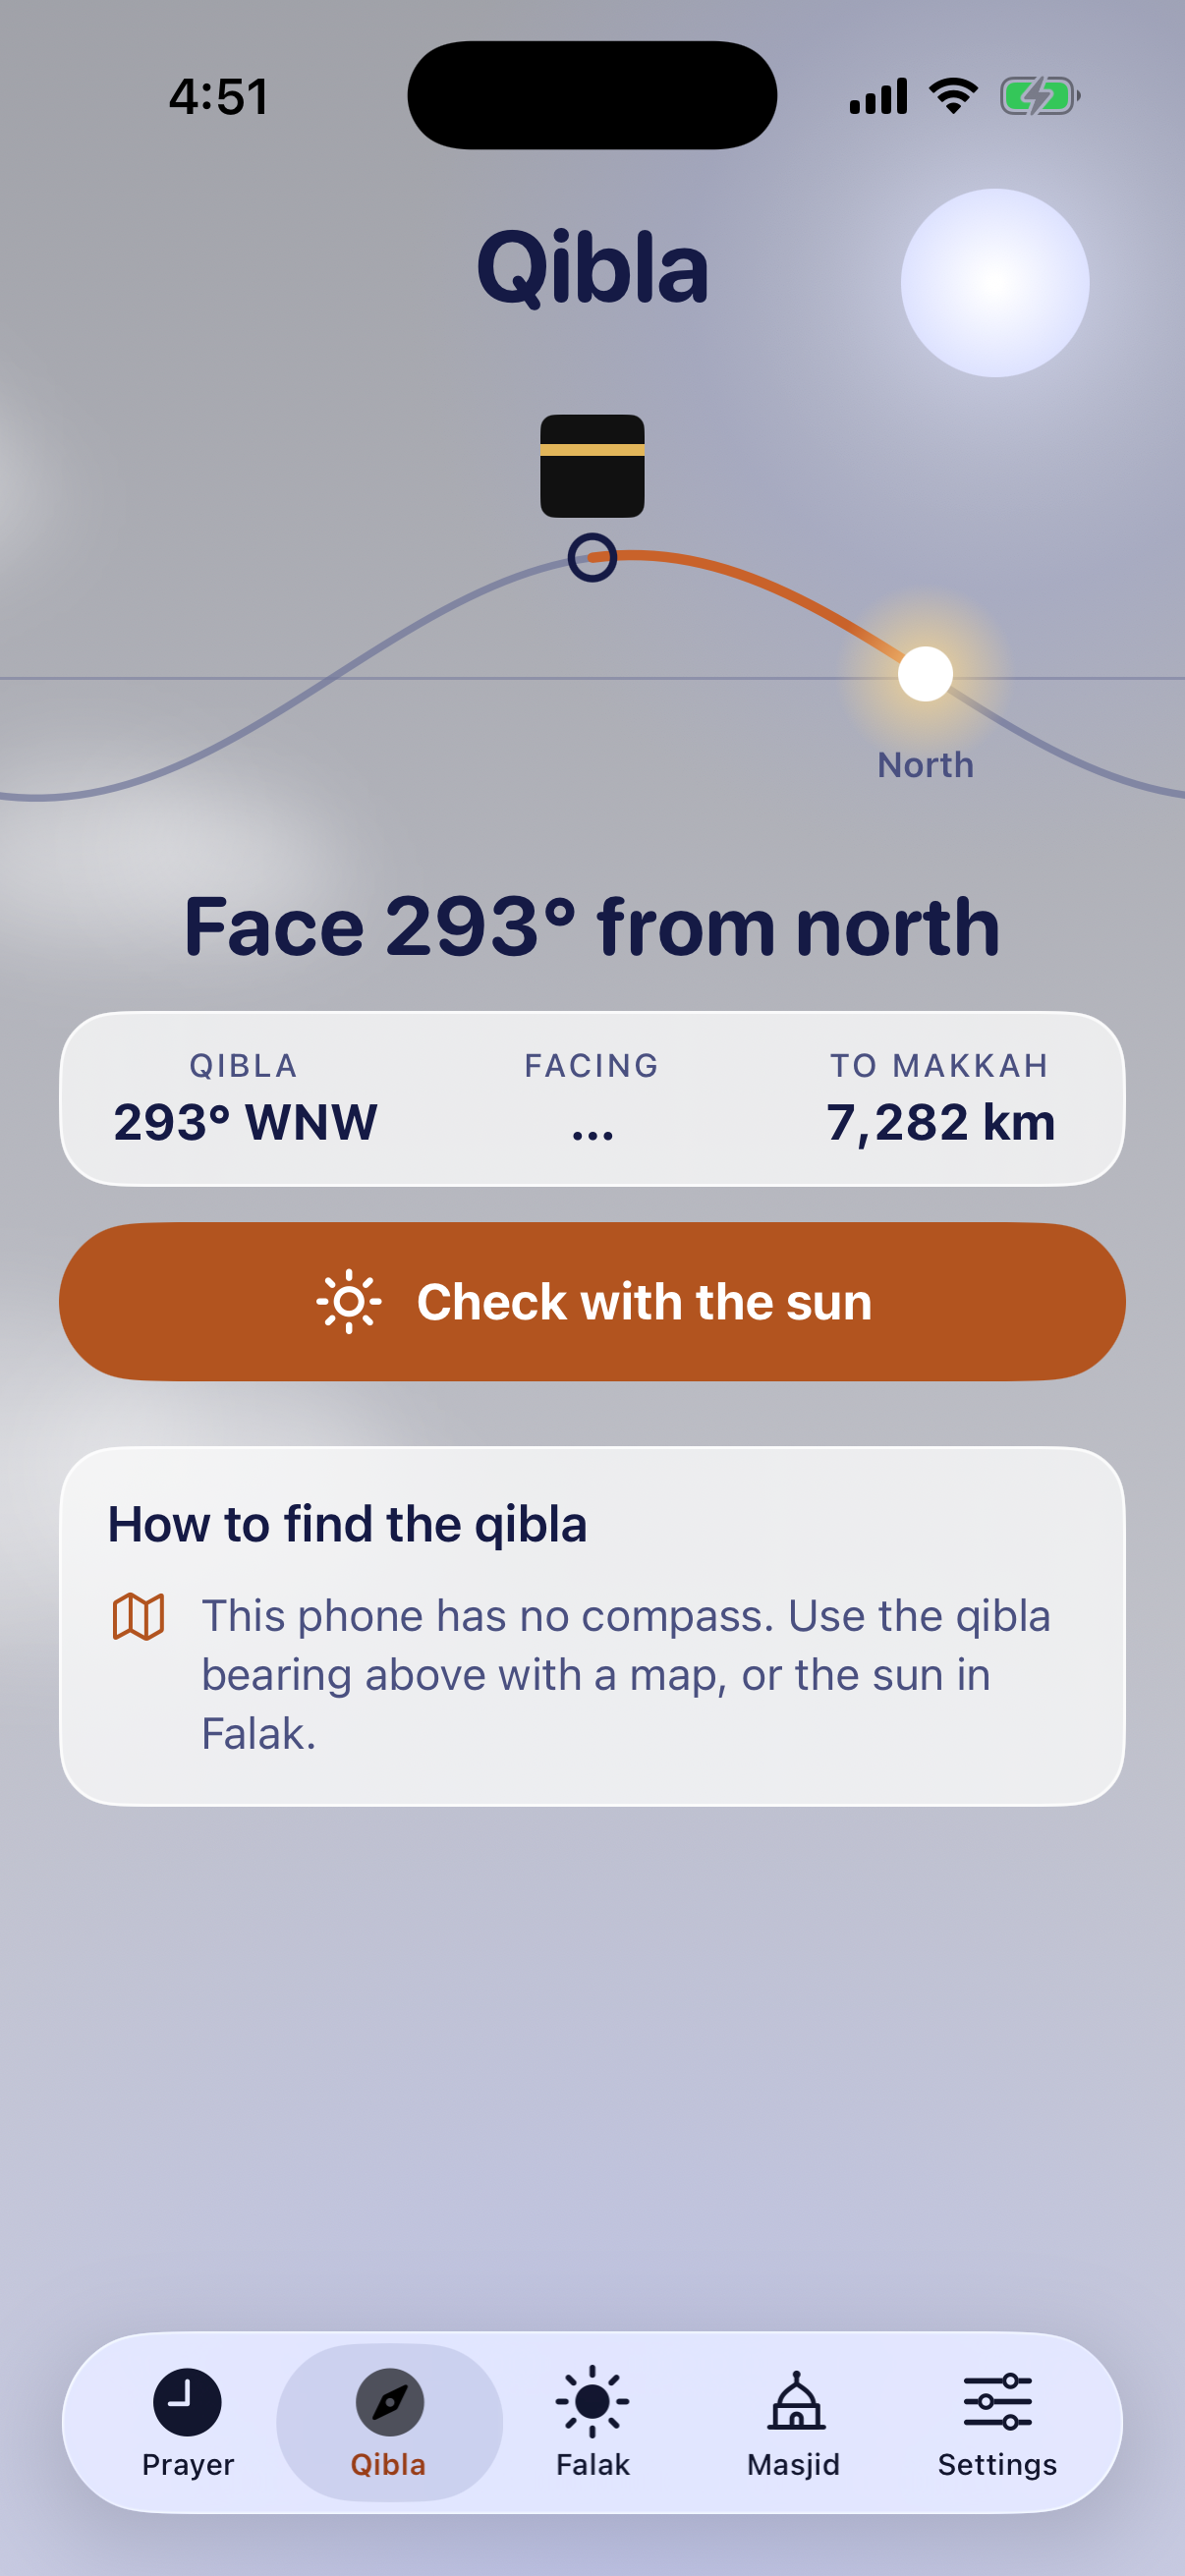 4:51
Qibla
North
Face 293° from north
QIBLA FACING TO MAKKAH
293° WNW ... 7,282 km
Check with the sun
How to find the qibla
This phone has no compass. Use the qibla
bearing above with a map, or the sun in
Falak.
Prayer Qibla Falak Masjid Settings